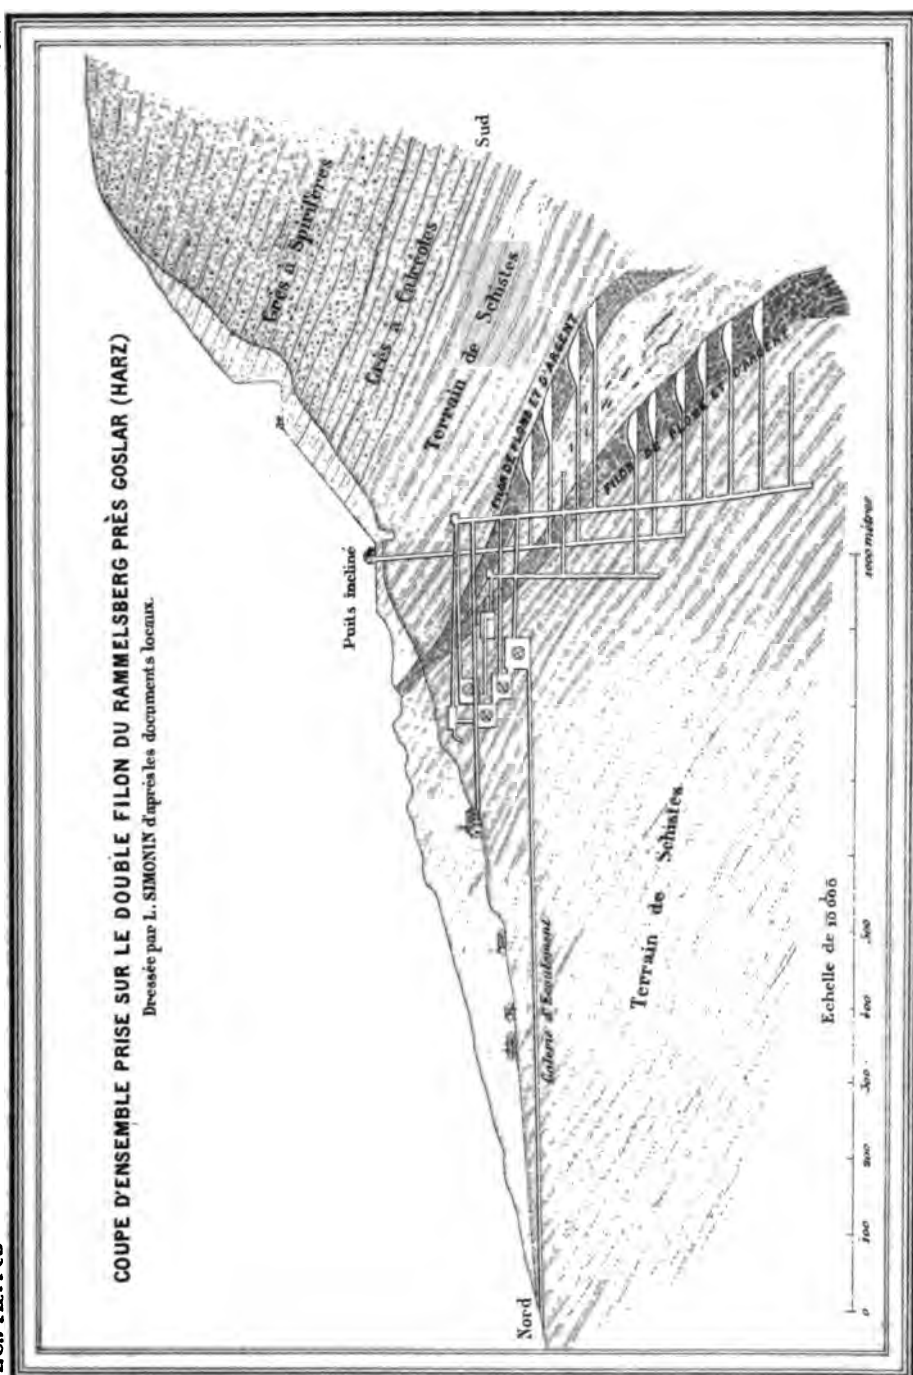 COUPE D'ENSEMBLE PRISE SUR LE DOUBLE FILON DU RAMMELSBERG PRÈS GOSLAR (HARZ)
Dressée par L. SIMONIN d'après les documents locaux.
Grès à Spirifères
Grès à Calcéoles
Sud
Terrain de Schistes
FILON DE PLOMB ET D'ARGENT
FILON DE PLOMB ET D'ARGENT
Puits incliné
Terrain de Schistes
Galerie d'Ecoulement
Nord
Echelle de 10 000
0 100 200 300 400 500 1000 mètres